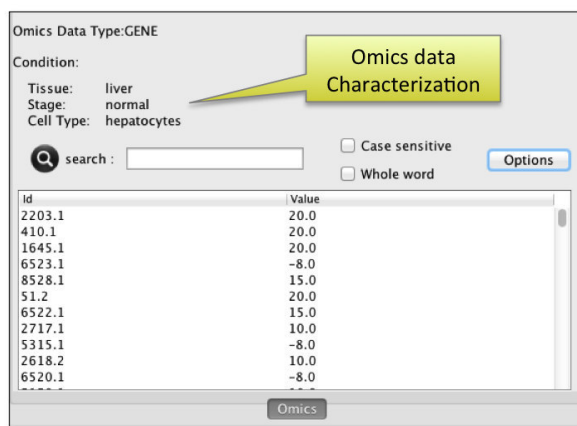 Omics Data Type:GENE
Condition:
Omics data
Characterization
Tissue: liver
Stage: normal
Cell Type: hepatocytes
search :
Case sensitive
Whole word
Options
Id Value
2203.1 20.0
410.1 20.0
1645.1 20.0
6523.1 -8.0
8528.1 15.0
51.2 20.0
6522.1 15.0
2717.1 10.0
5315.1 -8.0
2618.2 10.0
6520.1 -8.0
Omics